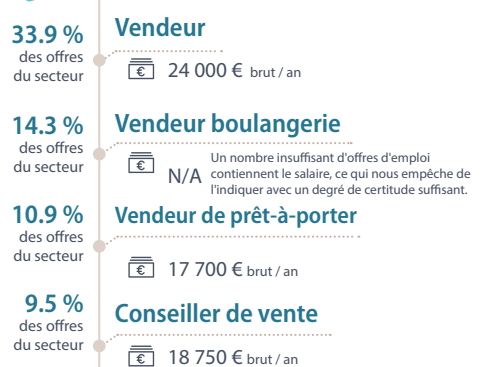 33.9 %
des offres
du secteur
Vendeur
€ 24 000 € brut / an
14.3 %
des offres
du secteur
Vendeur boulangerie
€ N/A
Un nombre insuffisant d'offres d'emploi
contiennent le salaire, ce qui nous empêche de
l'indiquer avec un degré de certitude suffisant.
10.9 %
des offres
du secteur
Vendeur de prêt-à-porter
€ 17 700 € brut / an
9.5 %
des offres
du secteur
Conseiller de vente
€ 18 750 € brut / an